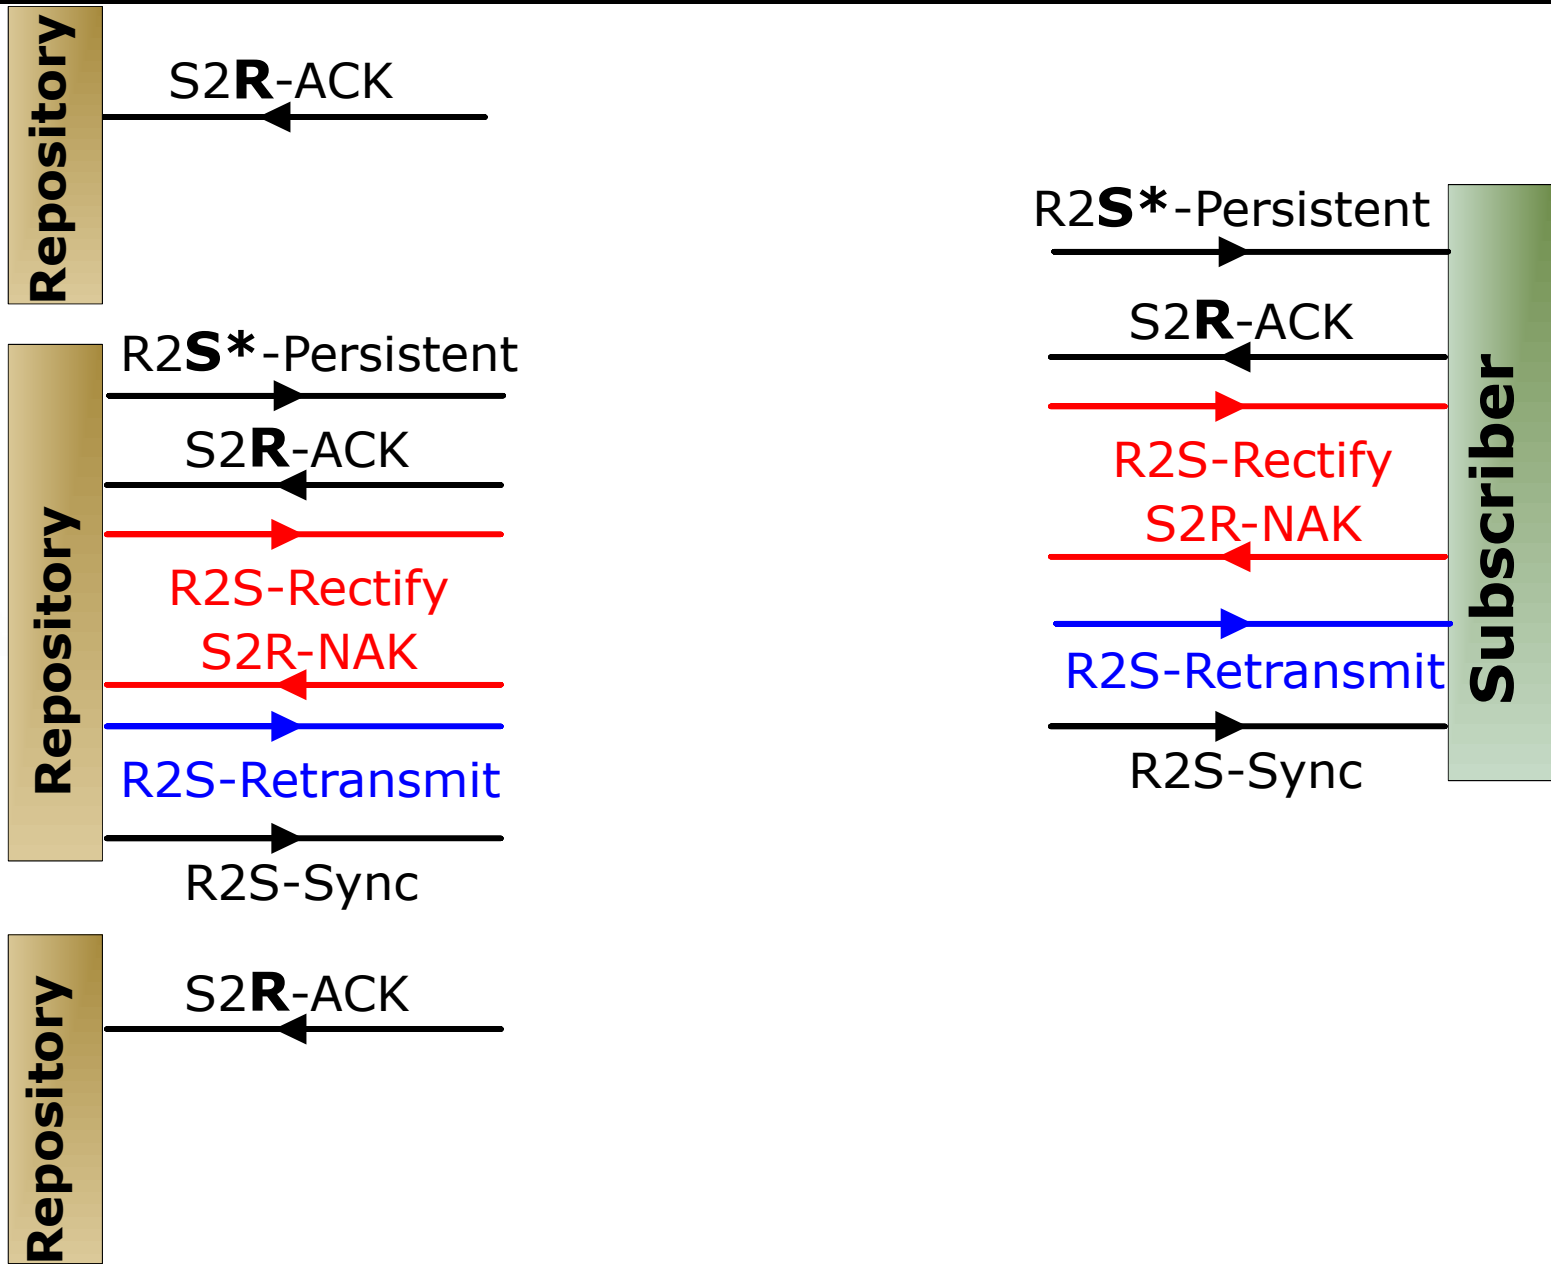 Repository
S2R-ACK
Repository
R2S*-Persistent
S2R-ACK
R2S-Rectify
S2R-NAK
R2S-Retransmit
R2S-Sync
Repository
S2R-ACK
R2S*-Persistent
S2R-ACK
R2S-Rectify
S2R-NAK
R2S-Retransmit
R2S-Sync
Subscriber